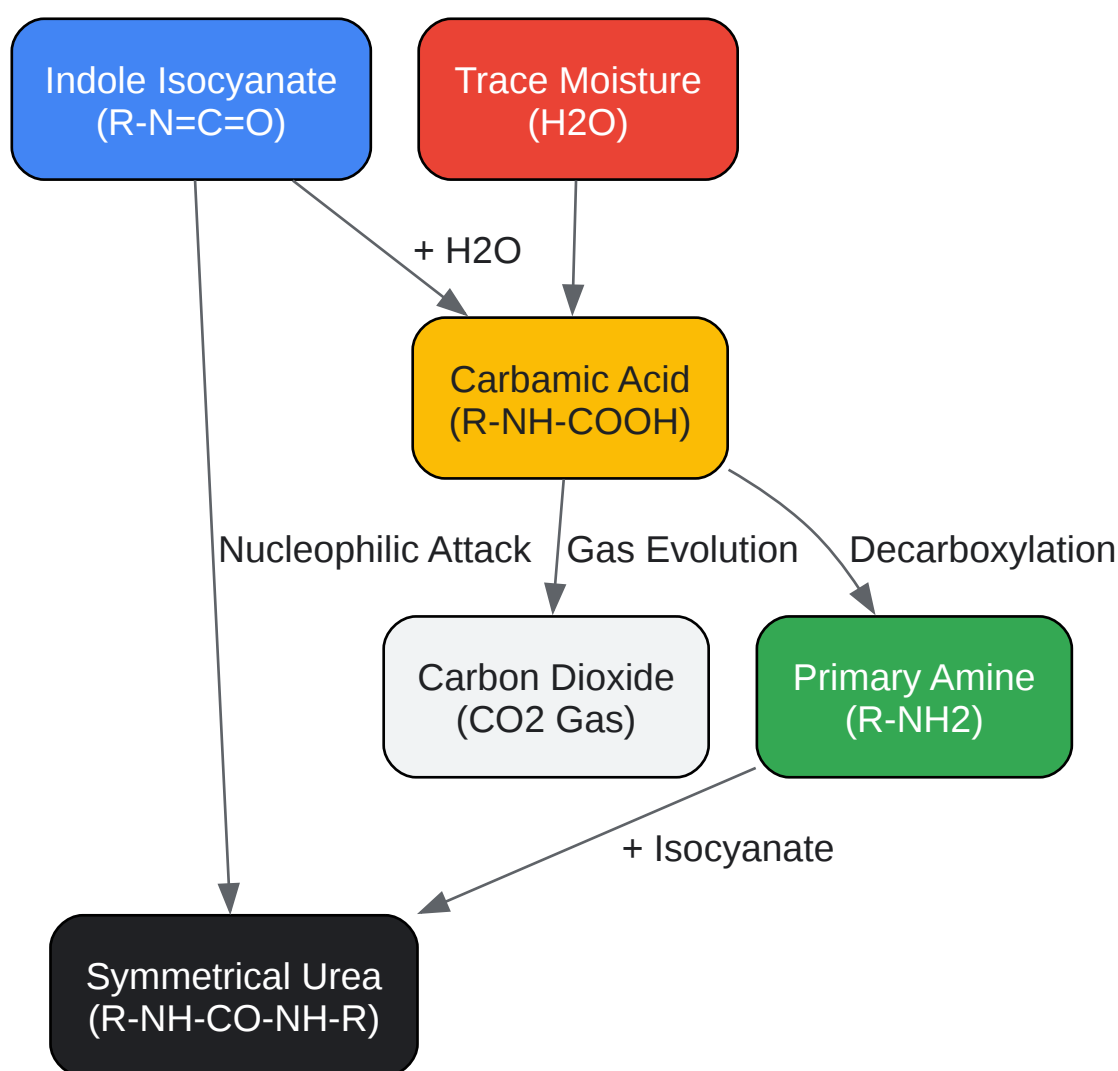 Indole Isocyanate
(R-N=C=O)
Trace Moisture
(H2O)
+ H2O
Carbamic Acid
(R-NH-COOH)
Nucleophilic Attack
Gas Evolution
Decarboxylation
Carbon Dioxide
(CO2 Gas)
Primary Amine
(R-NH2)
+ Isocyanate
Symmetrical Urea
(R-NH-CO-NH-R)